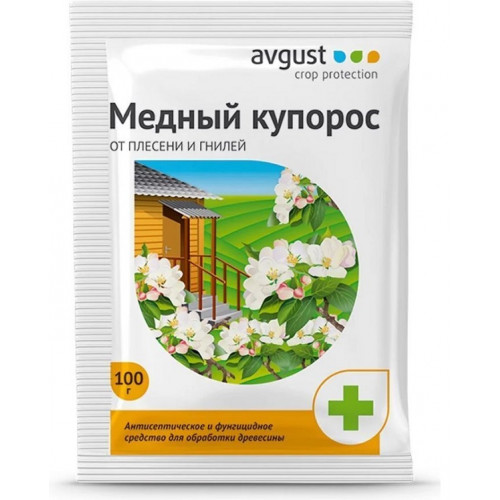 avgust
crop protection
Медный купорос
ОТ ПЛЕСЕНИ И ГНИЛЕЙ
100
г
Антисептическое и фунгицидное
средство для обработки древесины